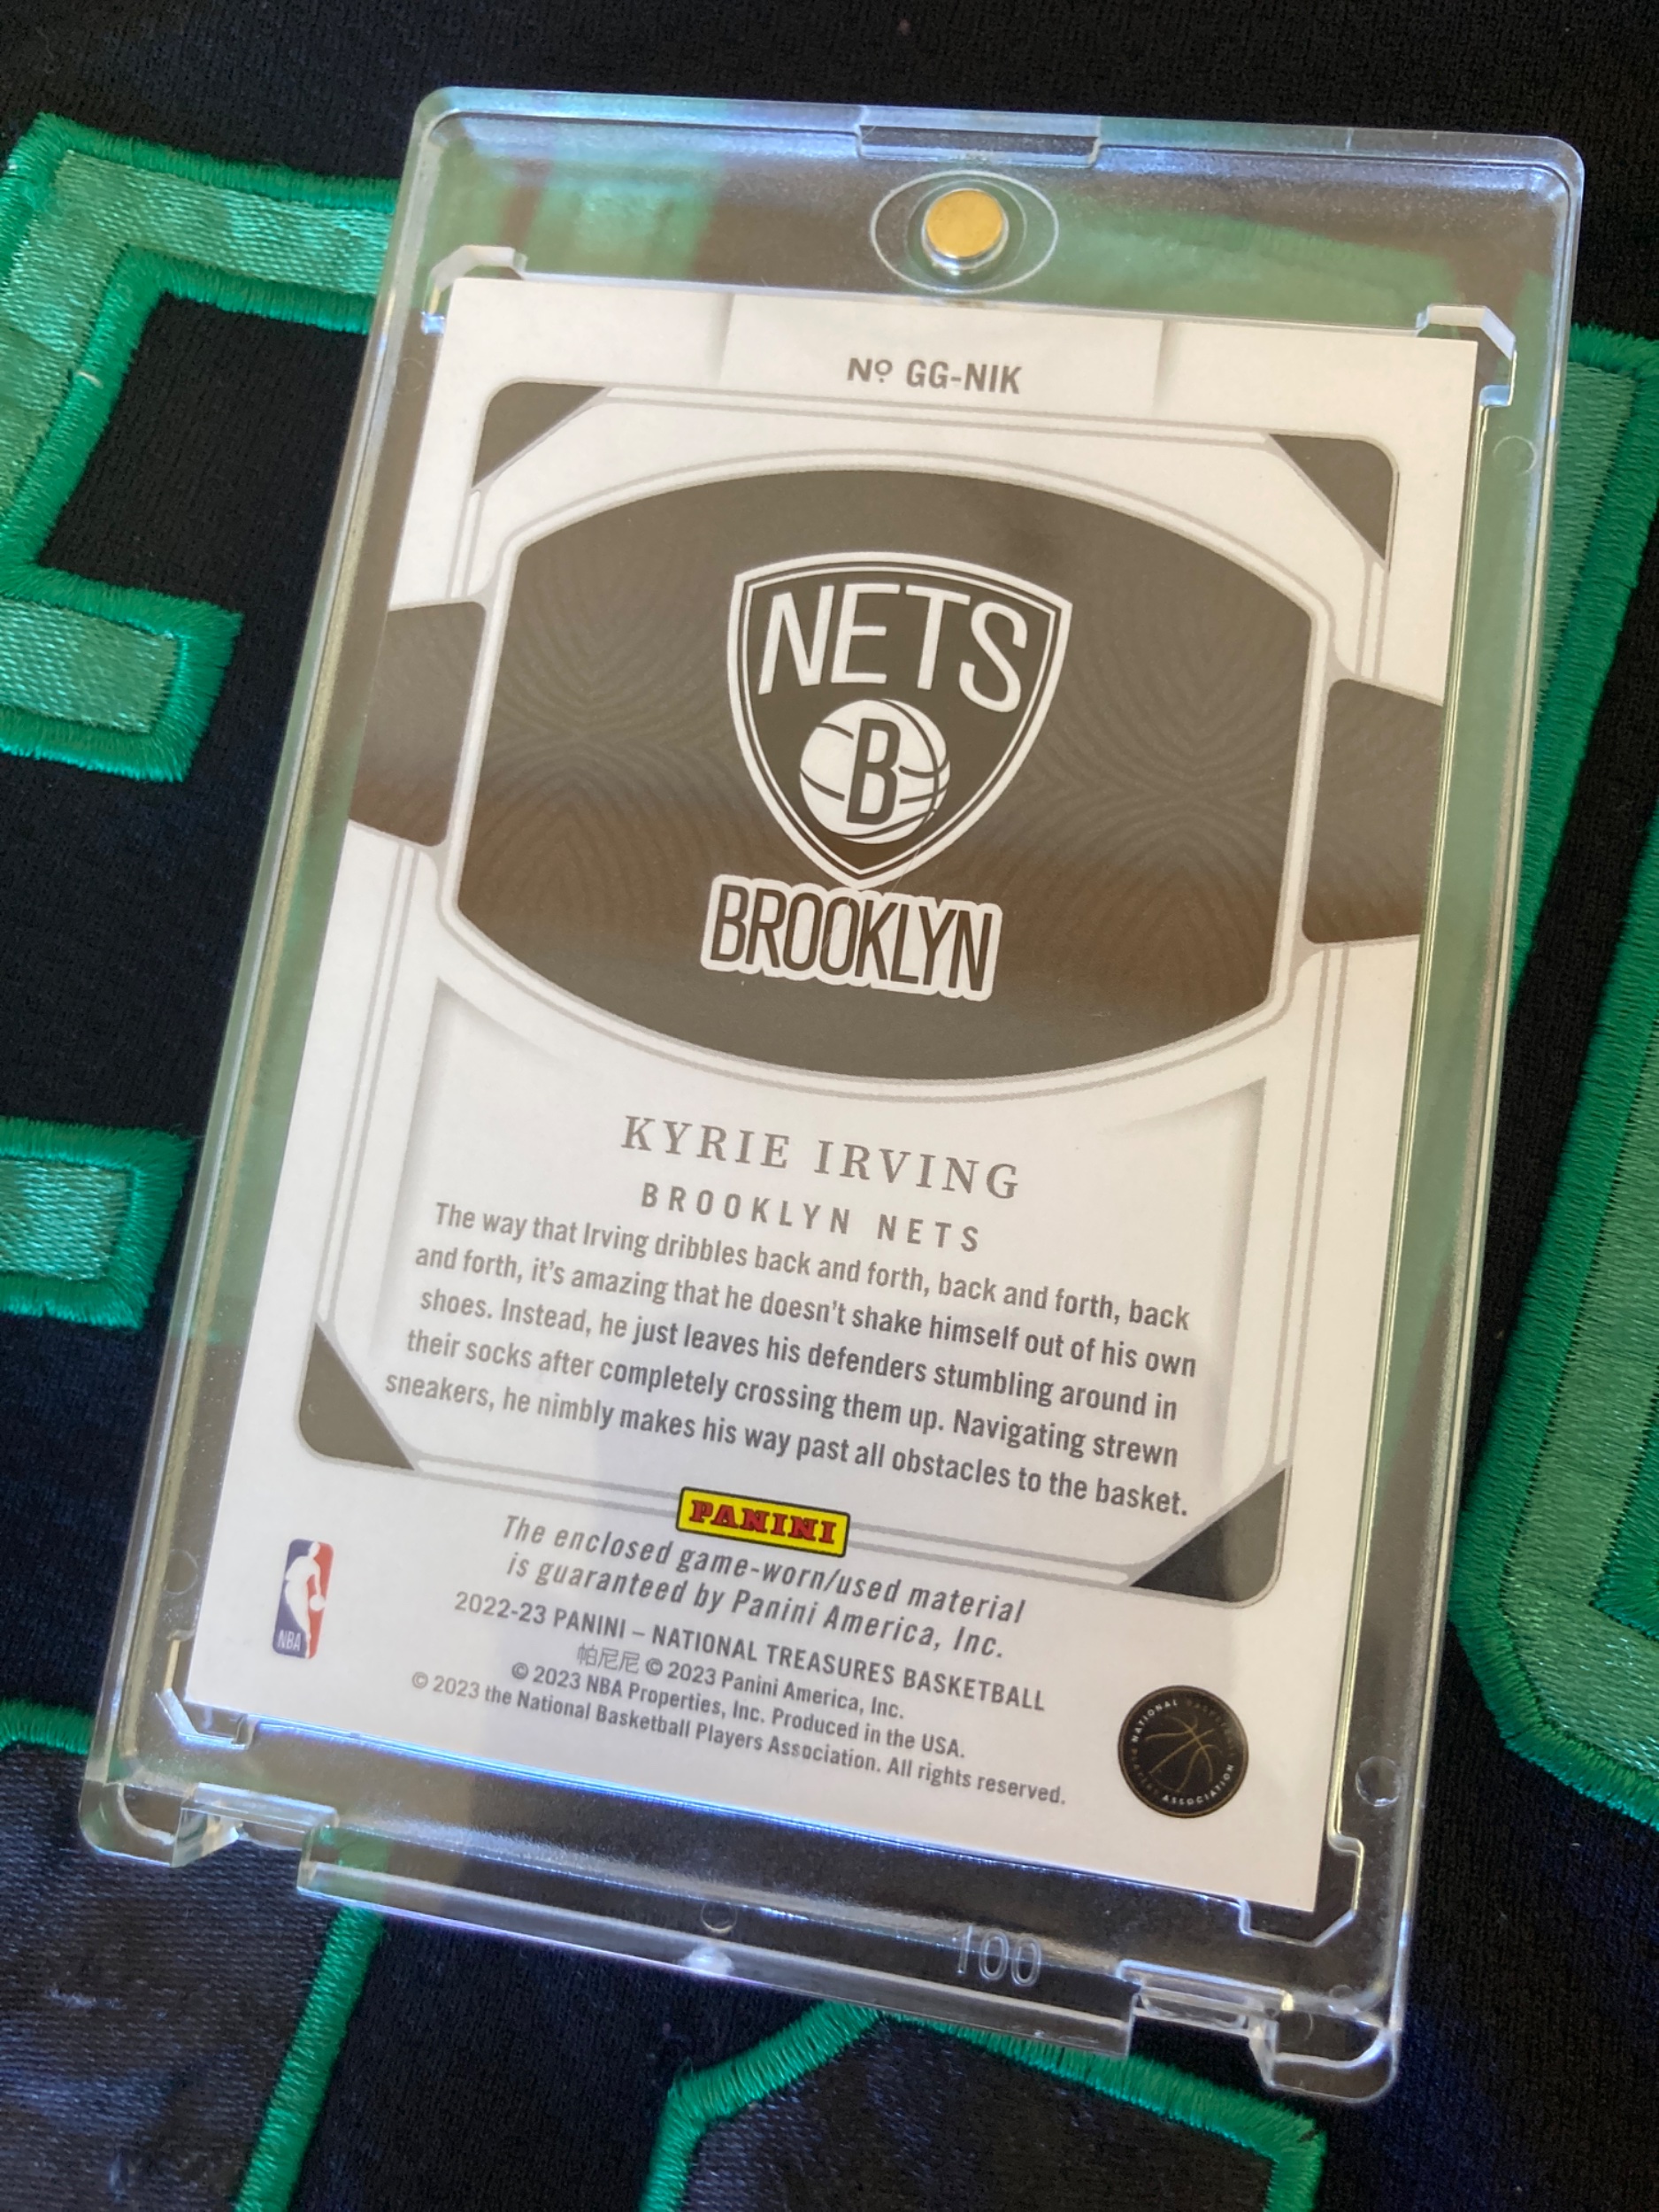 Nº GG-NIK
NETS
B
BROOKLYN
KYRIE IRVING
BROOKLYN NETS
The way that Irving dribbles back and forth, back and forth, back
and forth, it's amazing that he doesn't shake himself out of his own
shoes. Instead, he just leaves his defenders stumbling around in
their socks after completely crossing them up. Navigating strewn
sneakers, he nimbly makes his way past all obstacles to the basket.
PANINI
The enclosed game-worn/used material
is guaranteed by Panini America, Inc.
2022-23 PANINI – NATIONAL TREASURES BASKETBALL
帕尼尼 © 2023 Panini America, Inc.
© 2023 NBA Properties, Inc. Produced in the USA.
© 2023 the National Basketball Players Association. All rights reserved.
NBA
NATIONAL BASKETBALL PLAYERS ASSOCIATION
100